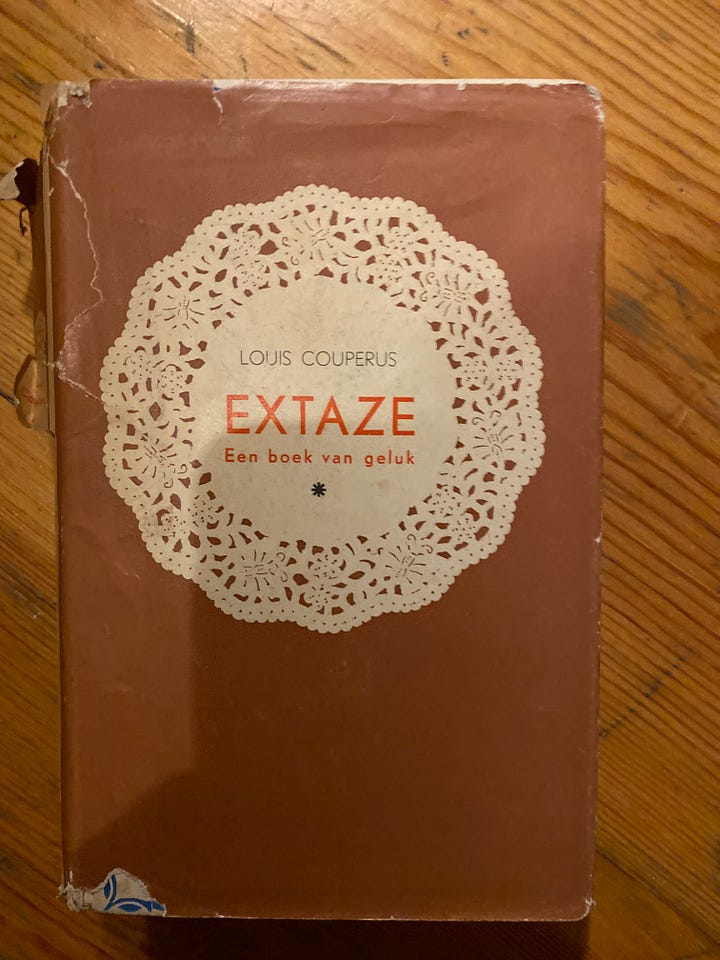 LOUIS COUPERUS
EXTAZE
Een boek van geluk
*